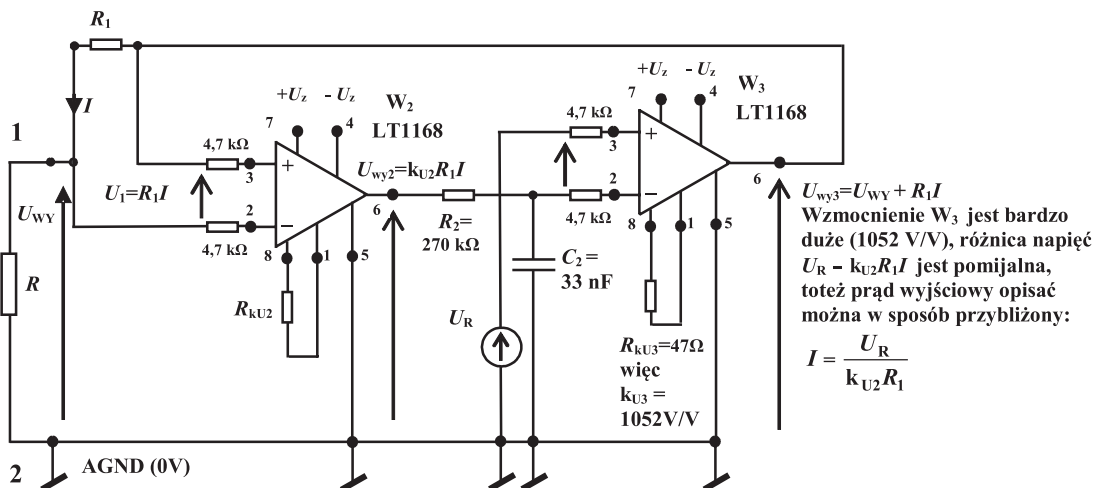 R1
I
1
UWY
R
2
AGND (0V)
U1=R1I
4,7 kΩ
3
2
4,7 kΩ
+Uz
- Uz
7
4
W2
LT1168
+
−
8
1
5
6
RkU2
Uwy2=kU2R1I
R2=
270 kΩ
C2 =
33 nF
UR
4,7 kΩ
3
2
4,7 kΩ
+Uz
- Uz
7
4
W3
LT1168
+
−
8
1
5
6
RkU3=47Ω
więc
kU3 =
1052V/V
Uwy3=UWY + R1I
Wzmocnienie W3 jest bardzo
duże (1052 V/V), różnica napięć
UR – kU2R1I jest pomijalna,
toteż prąd wyjściowy opisać
można w sposób przybliżony:
I = UR / kU2R1